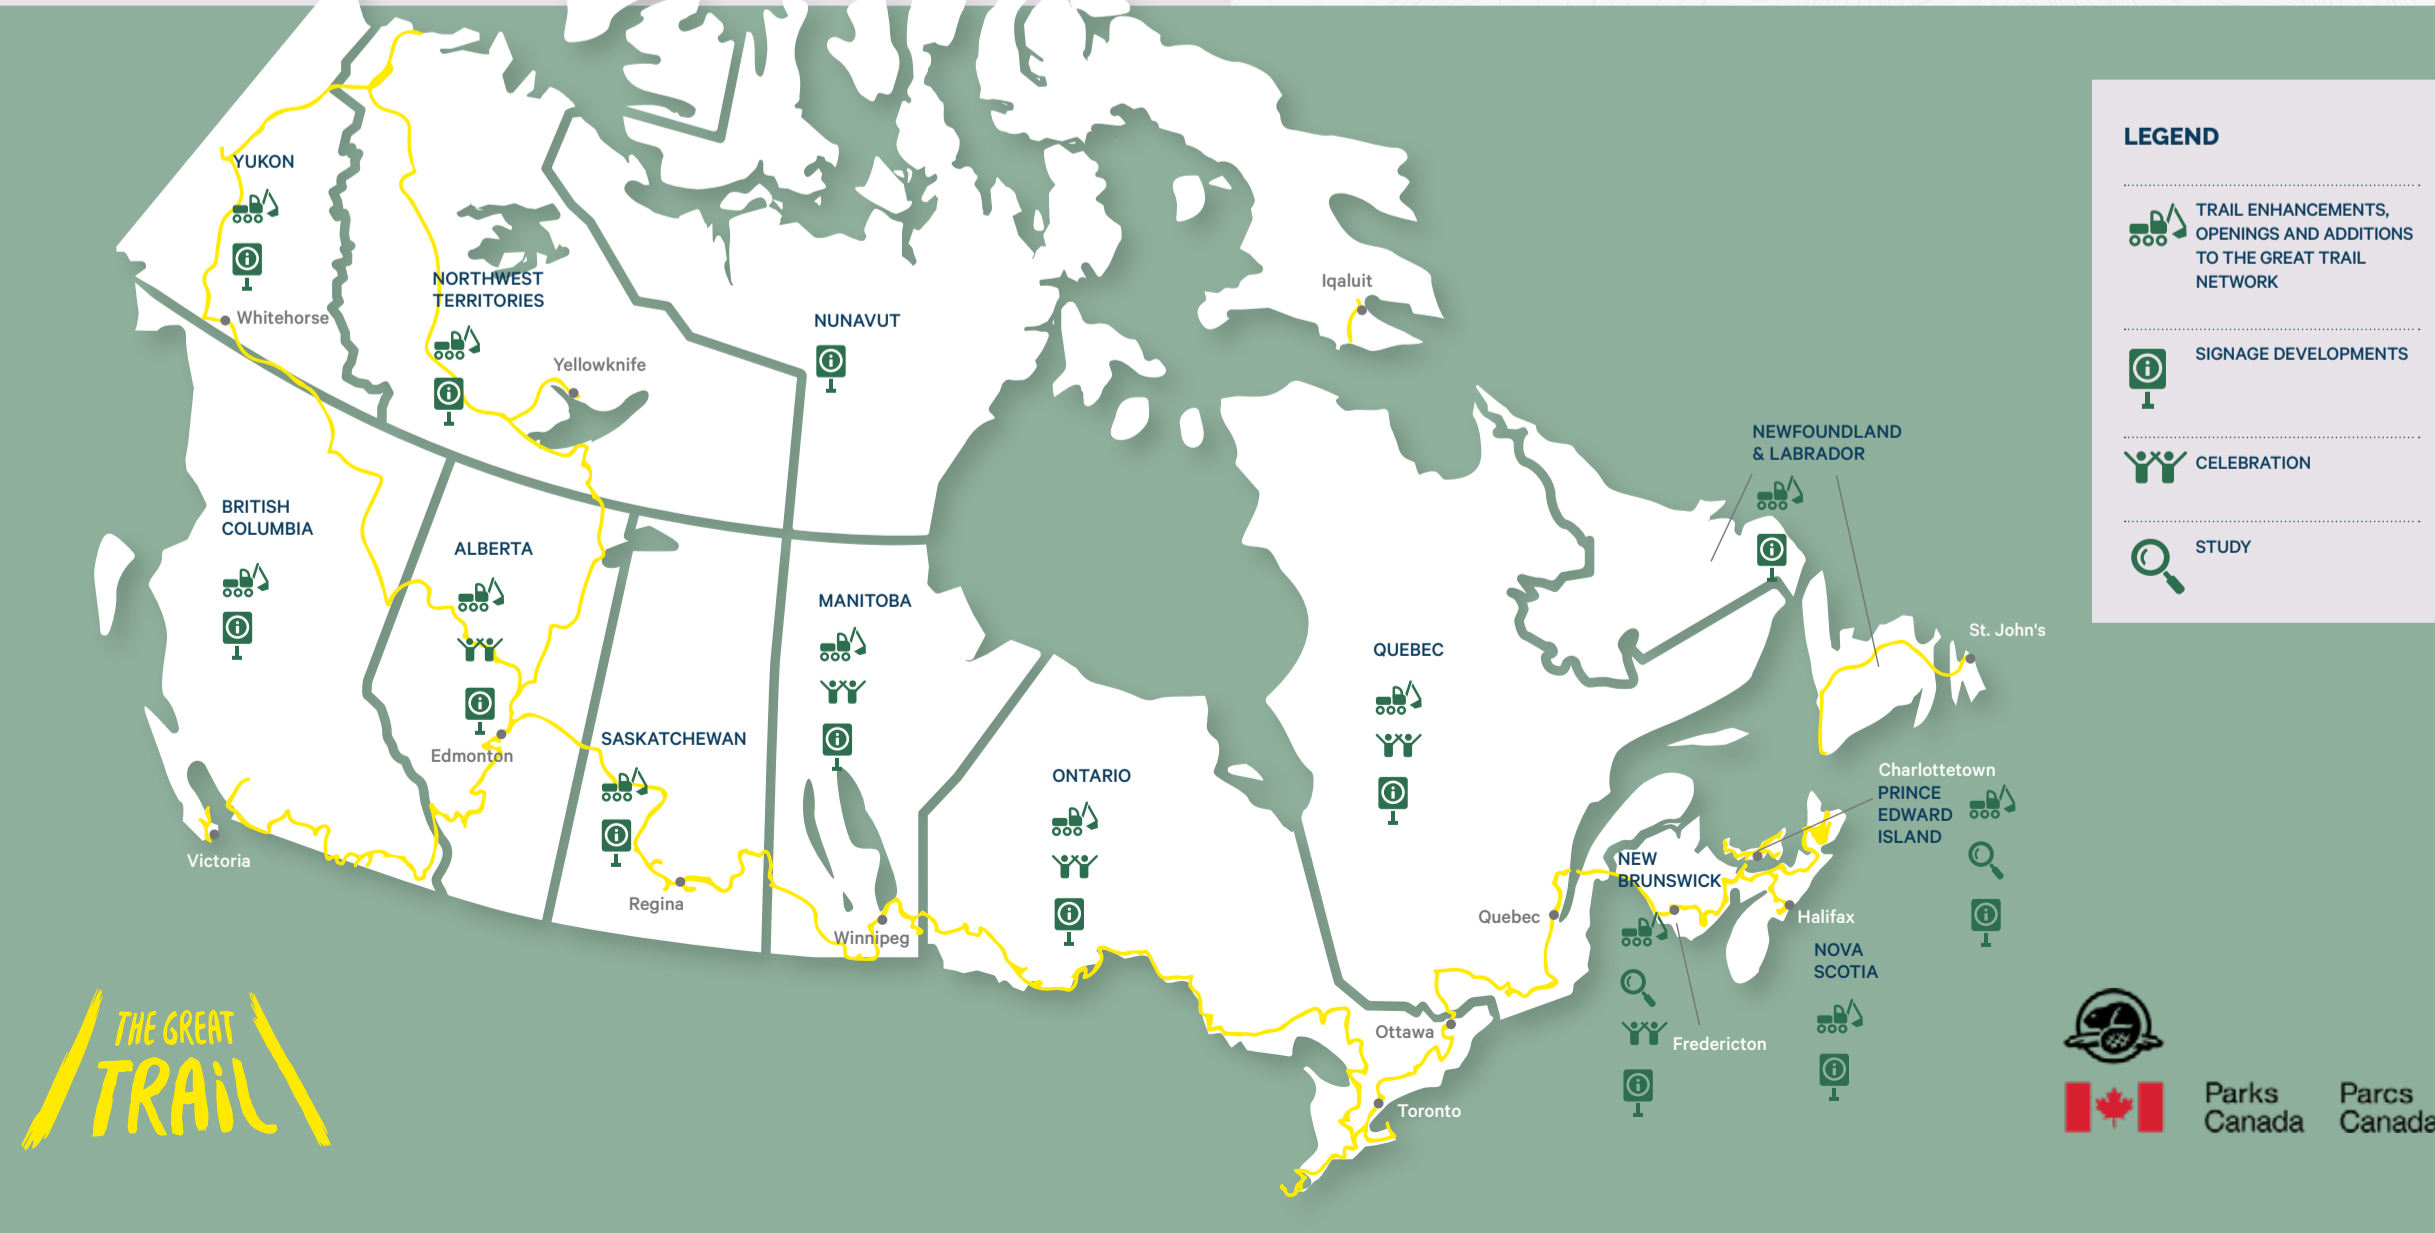 YUKON
Whitehorse
NORTHWEST
TERRITORIES
Yellowknife
NUNAVUT
Iqaluit
BRITISH
COLUMBIA
Victoria
ALBERTA
Edmonton
SASKATCHEWAN
Regina
MANITOBA
Winnipeg
ONTARIO
Ottawa
Toronto
QUEBEC
Quebec
NEWFOUNDLAND
& LABRADOR
St. John's
Charlottetown
PRINCE
EDWARD
ISLAND
NEW
BRUNSWICK
Fredericton
Halifax
NOVA
SCOTIA
LEGEND
TRAIL ENHANCEMENTS,
OPENINGS AND ADDITIONS
TO THE GREAT TRAIL
NETWORK
SIGNAGE DEVELOPMENTS
CELEBRATION
STUDY
THE GREAT
TRAiL
Parks
Canada
Parcs
Canada